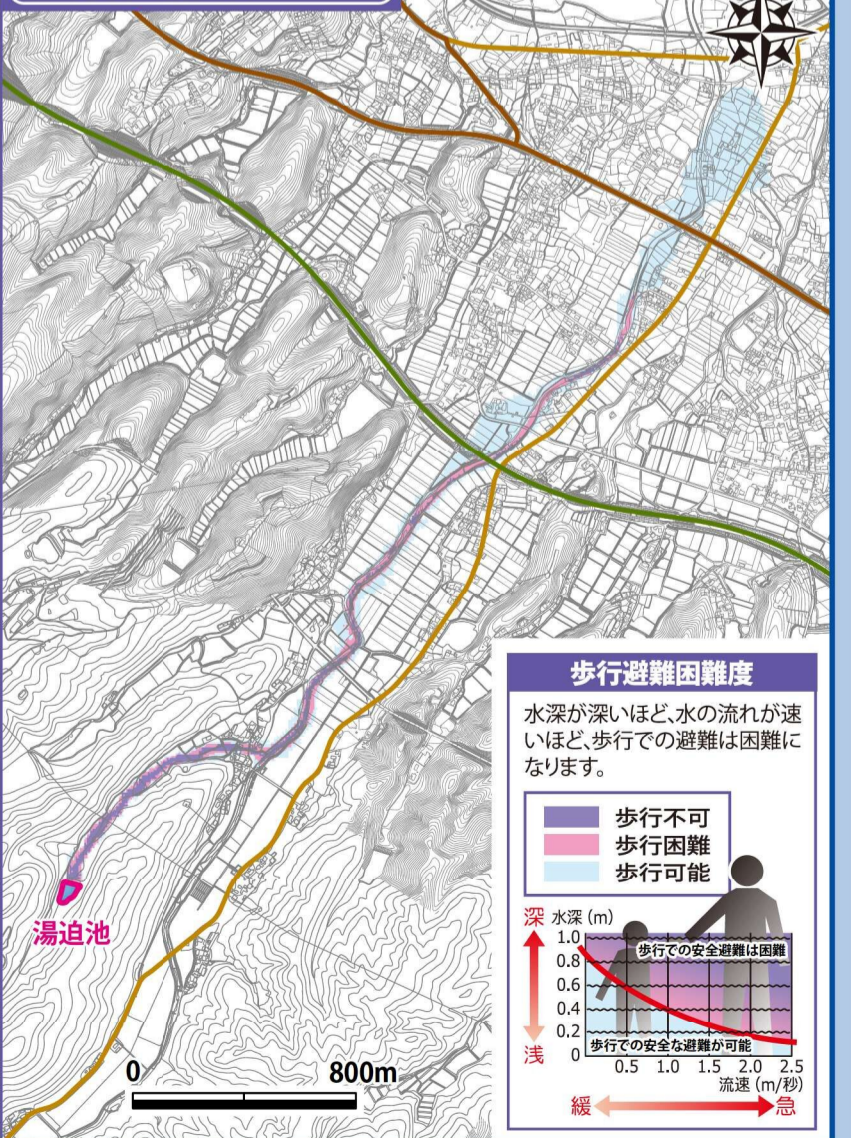 湯迫池
0 800m
歩行避難困難度
水深が深いほど、水の流れが速
いほど、歩行での避難は困難に
なります。
歩行不可
歩行困難
歩行可能
深 水深(m)
1.0
0.8
0.6
0.4
0.2
0
浅
歩行での安全避難は困難
歩行での安全な避難が可能
0.5 1.0 1.5 2.0 2.5
流速(m/秒)
緩 急